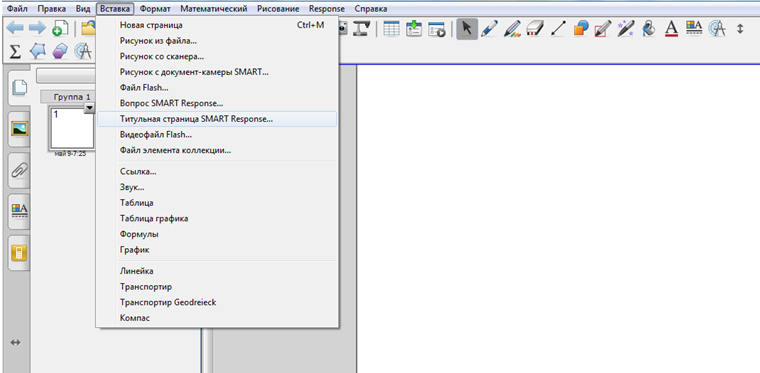 Файл Правка Вид Вставка Формат Математический Рисование Response Справка
Новая страница Ctrl+M
Рисунок из файла...
Рисунок со сканера...
Рисунок с документ-камеры SMART...
Файл Flash...
Вопрос SMART Response...
Титульная страница SMART Response...
Видеофайл Flash...
Файл элемента коллекции...
Ссылка...
Звук...
Таблица
Таблица графика
Формулы
График
Линейка
Транспортир
Транспортир Geodreieck
Компас
Группа 1
1
май 9-7:25